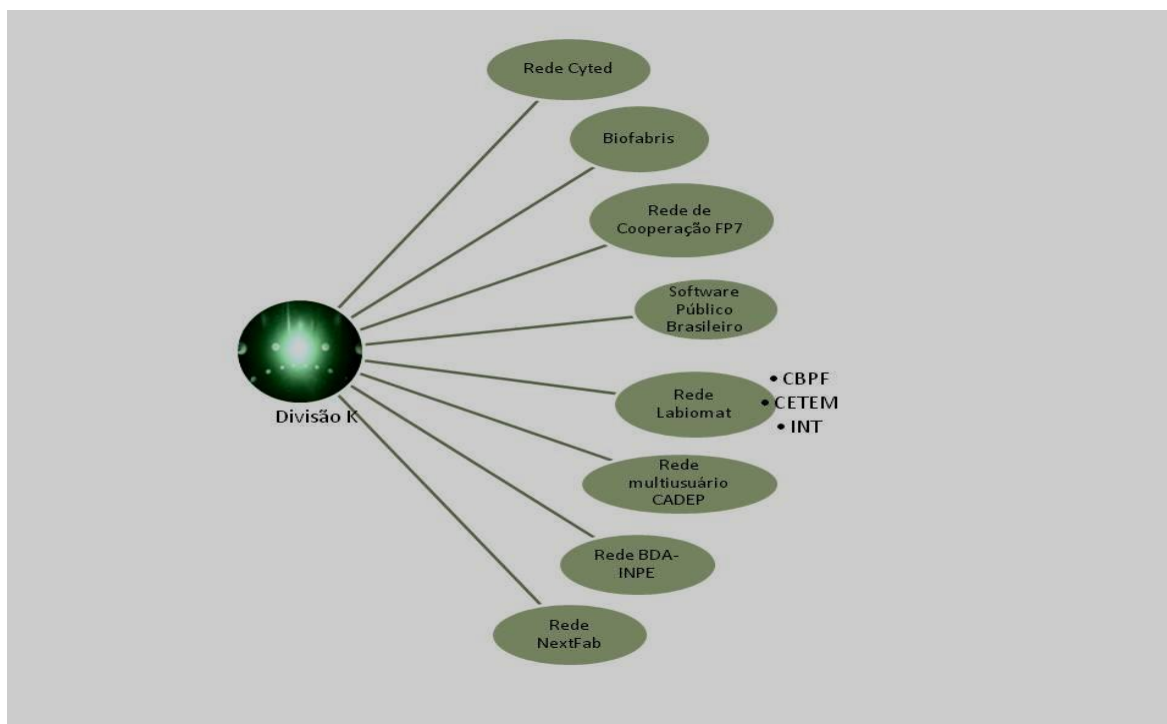 Rede Cyted
Biofabris
Rede de
Cooperação FP7
Software
Público
Brasileiro
Divisão K
Rede
Labiomat
• CBPF
• CETEM
• INT
Rede
multiusuário
CADEP
Rede BDA-
INPE
Rede
NextFab